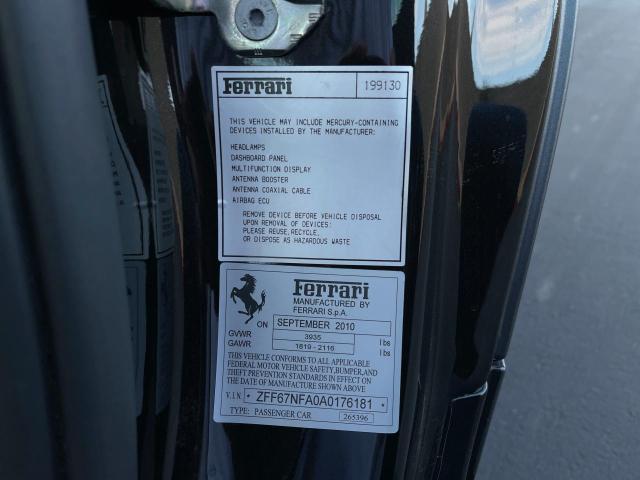 Ferrari 199130
THIS VEHICLE MAY INCLUDE MERCURY-CONTAINING
DEVICES INSTALLED BY THE MANUFACTURER:
HEADLAMPS
DASHBOARD PANEL
MULTIFUNCTION DISPLAY
ANTENNA BOOSTER
ANTENNA COAXIAL CABLE
AIRBAG ECU
REMOVE DEVICE BEFORE VEHICLE DISPOSAL
UPON REMOVAL OF DEVICES:
PLEASE REUSE,RECYCLE,
OR DISPOSE AS HAZARDOUS WASTE
Ferrari
MANUFACTURED BY
FERRARI S.p.A.
ON SEPTEMBER 2010
GVWR 3935 lbs
GAWR 1819 - 2116 lbs
THIS VEHICLE CONFORMS TO ALL APPLICABLE
FEDERAL MOTOR VEHICLE SAFETY,BUMPER,AND
THEFT PREVENTION STANDARDS IN EFFECT ON THE
DATE OF MANUFACTURE SHOWN ABOVE
V.I.N. * ZFF67NFA0A0176181 *
TYPE: PASSENGER CAR 265396